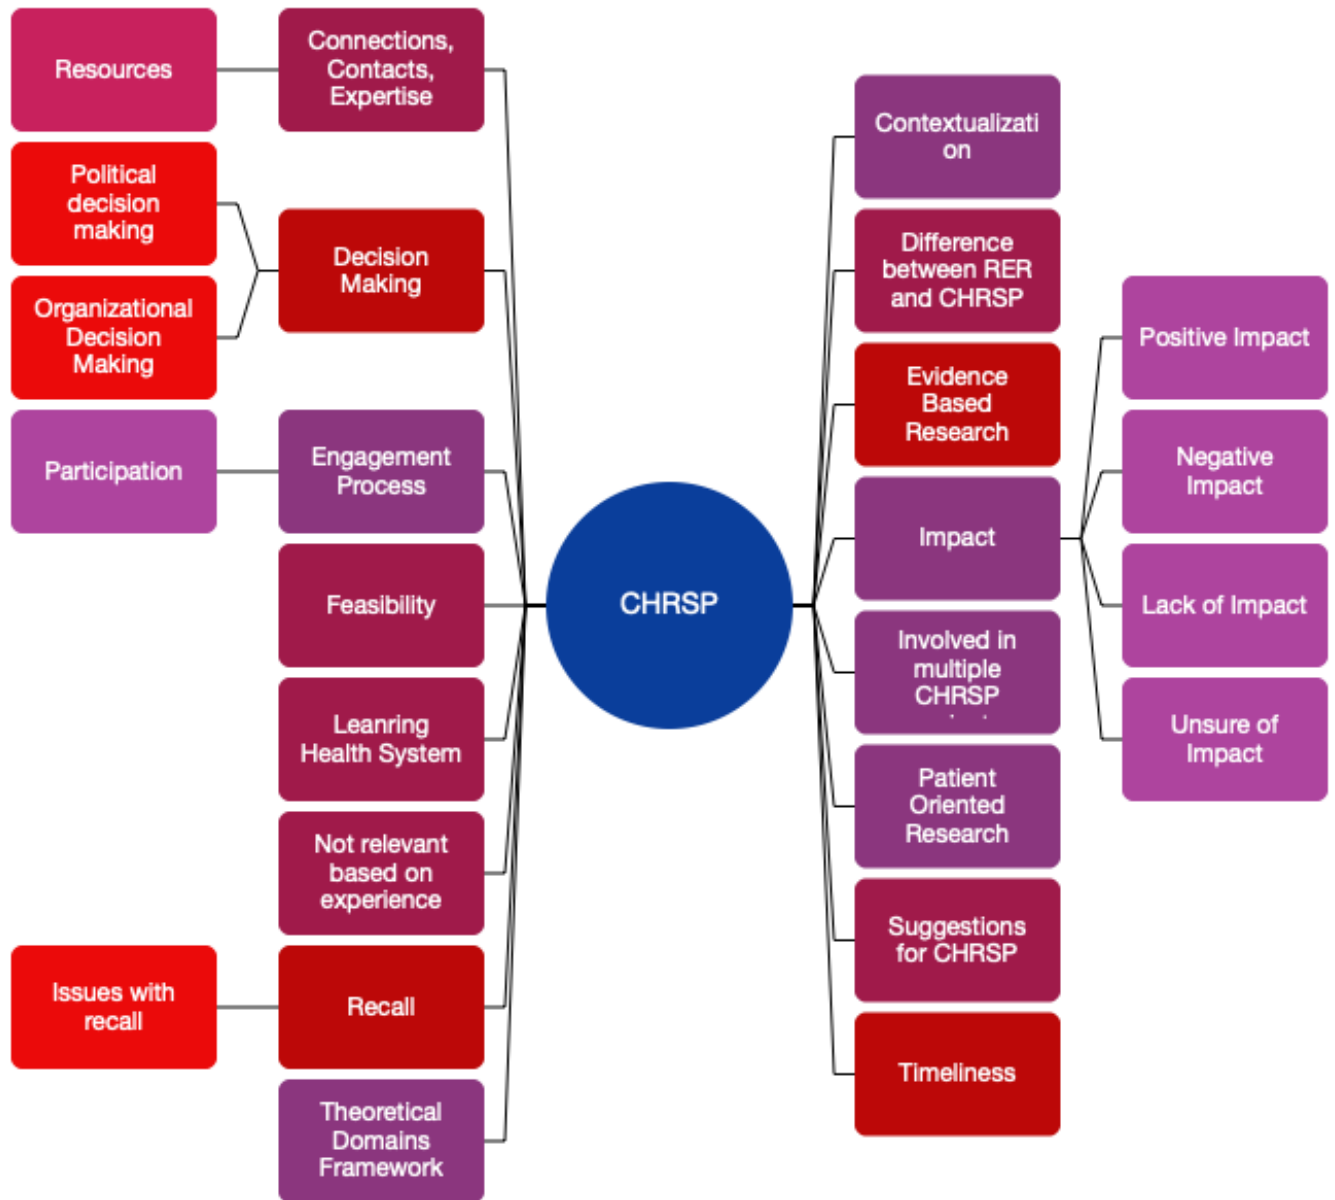 Resources
Connections,
Contacts,
Expertise
Political
decision
making
Organizational
Decision
Making
Decision
Making
Participation
Engagement
Process
Feasibility
Leanring
Health System
Not relevant
based on
experience
Issues with
recall
Recall
Theoretical
Domains
Framework
CHRSP
Contextualizati
on
Difference
between RER
and CHRSP
Evidence
Based
Research
Impact
Involved in
multiple
CHRSP
Patient
Oriented
Research
Suggestions
for CHRSP
Timeliness
Positive Impact
Negative
Impact
Lack of Impact
Unsure of
Impact